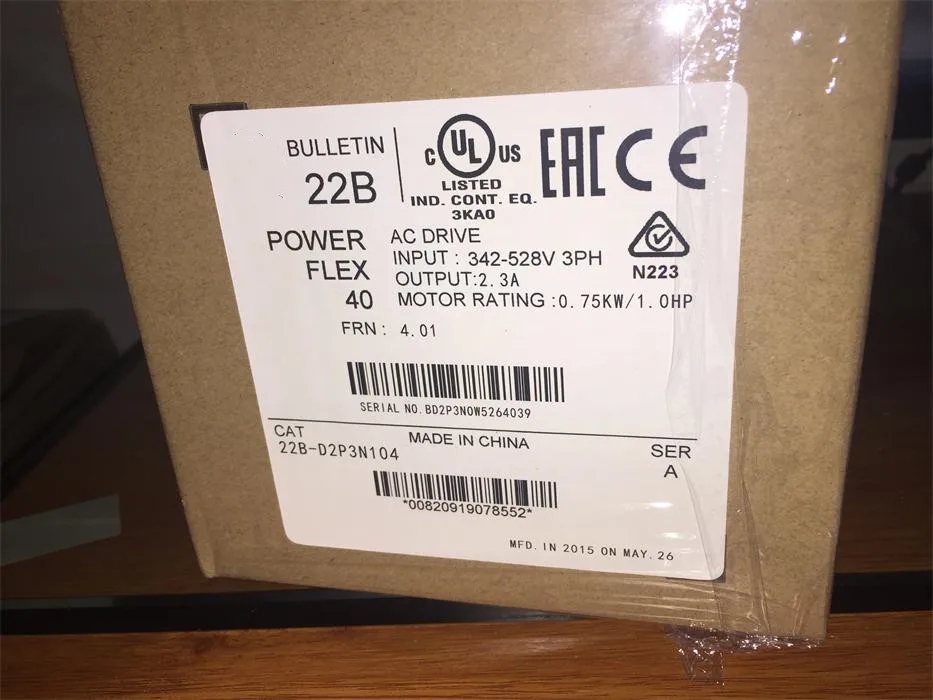 BULLETIN
22B
C UL US
LISTED
IND. CONT. EQ.
3KA0
EAC CE
N223
POWER
FLEX
40
AC DRIVE
INPUT : 342-528V 3PH
OUTPUT:2.3A
MOTOR RATING :0.75KW/1.0HP
FRN : 4.01
SERIAL NO.BD2P3N0W5264039
CAT
22B-D2P3N104
MADE IN CHINA
SER
A
*00820919078552*
MFD. IN 2015 ON MAY. 26